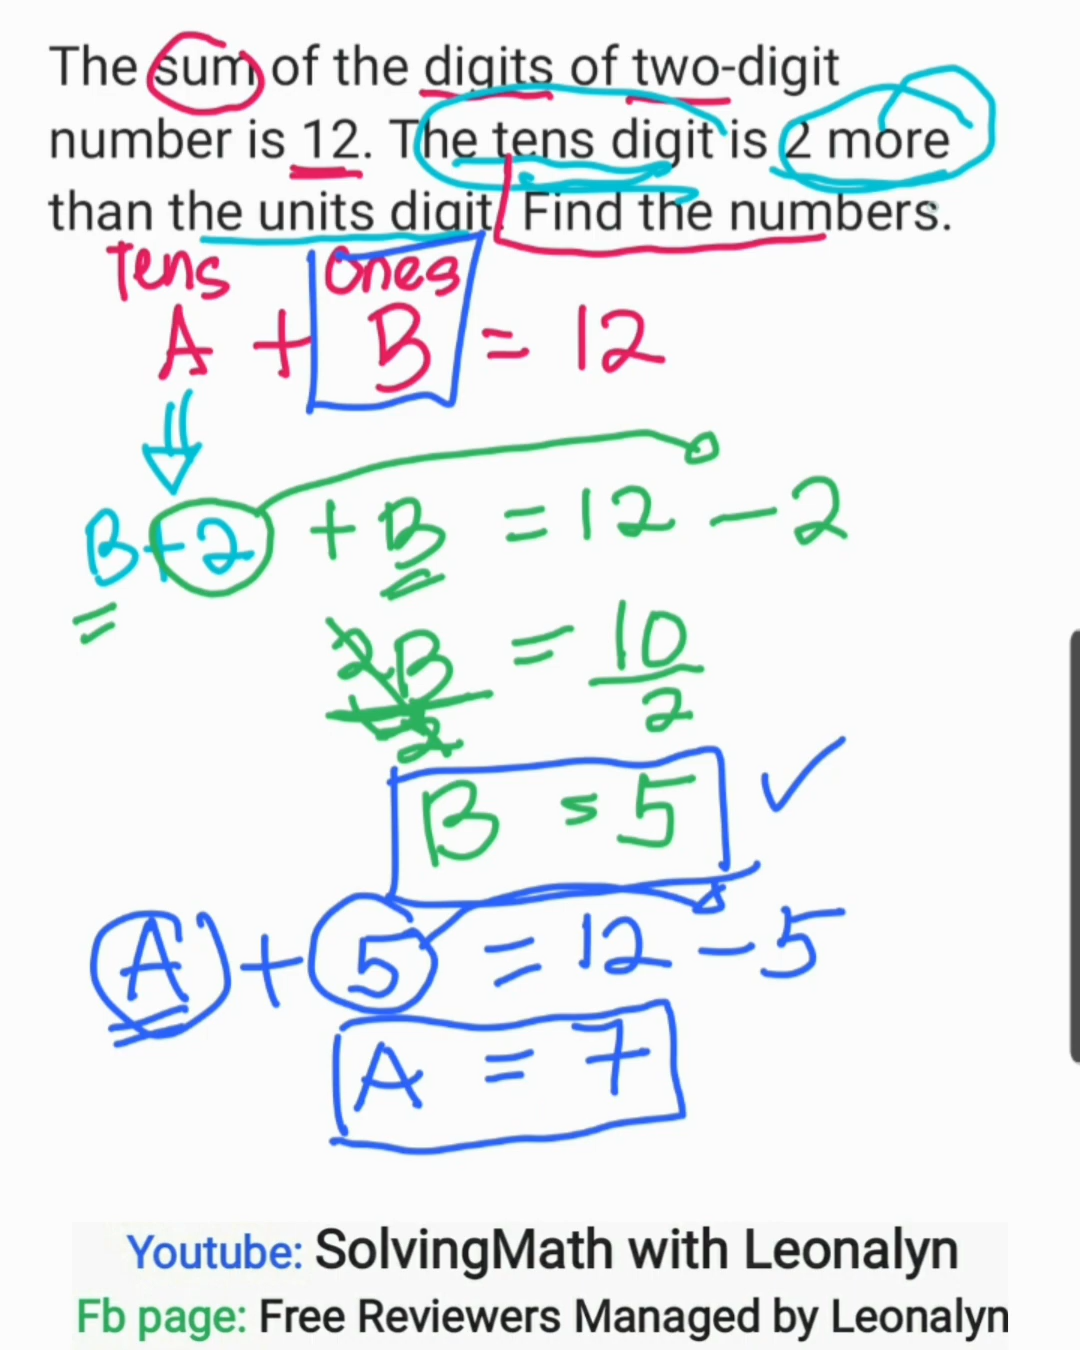 The sum of the digits of two-digit
number is 12. The tens digit is 2 more
than the units digit. Find the numbers.
Tens Ones
A + B = 12
B+2 + B = 12 - 2
2B = 10
2 2
B = 5
A + 5 = 12 - 5
A = 7
Youtube: SolvingMath with Leonalyn
Fb page: Free Reviewers Managed by Leonalyn